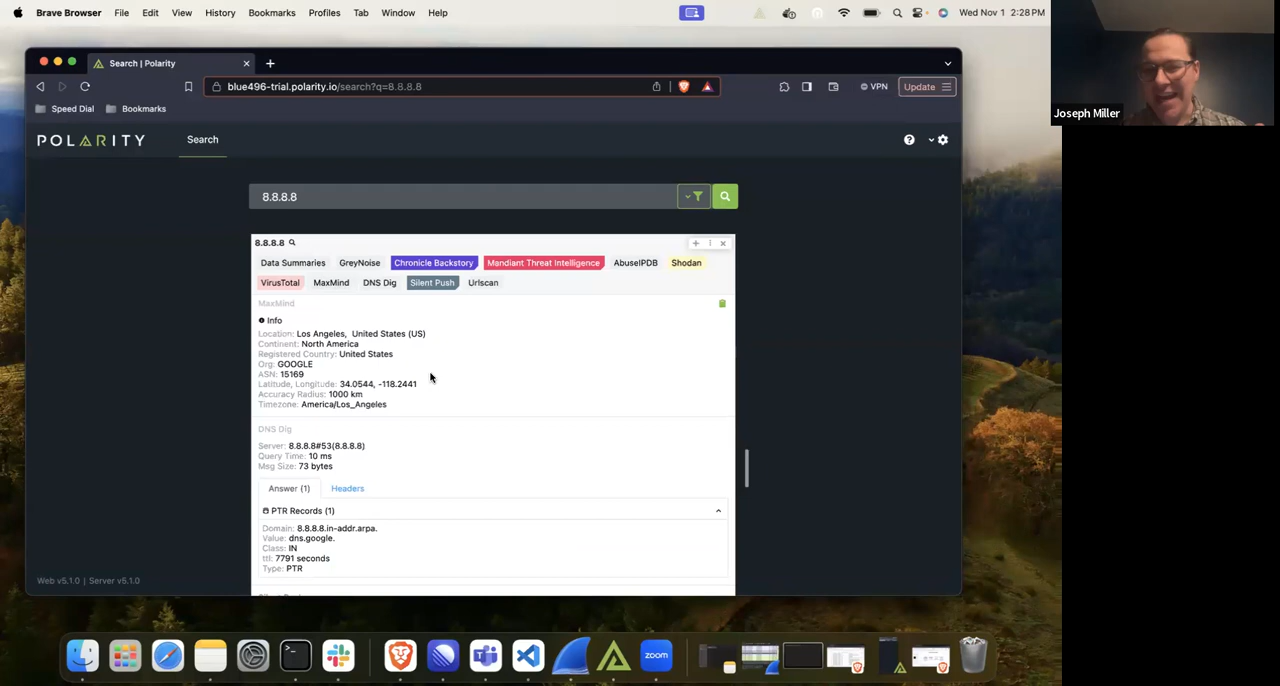 Brave Browser File Edit View History Bookmarks Profiles Tab Window Help Wed Nov 1 2:28 PM
Search | Polarity
blue496-trial.polarity.io/search?q=8.8.8.8 VPN Update
Speed Dial Bookmarks
Joseph Miller
POLARITY Search
8.8.8.8
8.8.8.8
Data Summaries GreyNoise Chronicle Backstory Mandiant Threat Intelligence AbuseIPDB Shodan
VirusTotal MaxMind DNS Dig Silent Push Urlscan
MaxMind
Info
Location: Los Angeles, United States (US)
Continent: North America
Registered Country: United States
Org: GOOGLE
ASN: 15169
Latitude, Longitude: 34.0544, -118.2441
Accuracy Radius: 1000 km
Timezone: America/Los_Angeles
DNS Dig
Server: 8.8.8.8#53(8.8.8.8)
Query Time: 10 ms
Msg Size: 73 bytes
Answer (1) Headers
PTR Records (1)
Domain: 8.8.8.8.in-addr.arpa.
Value: dns.google.
Class: IN
ttl: 7791 seconds
Type: PTR
Web v5.1.0 | Server v5.1.0
zoom